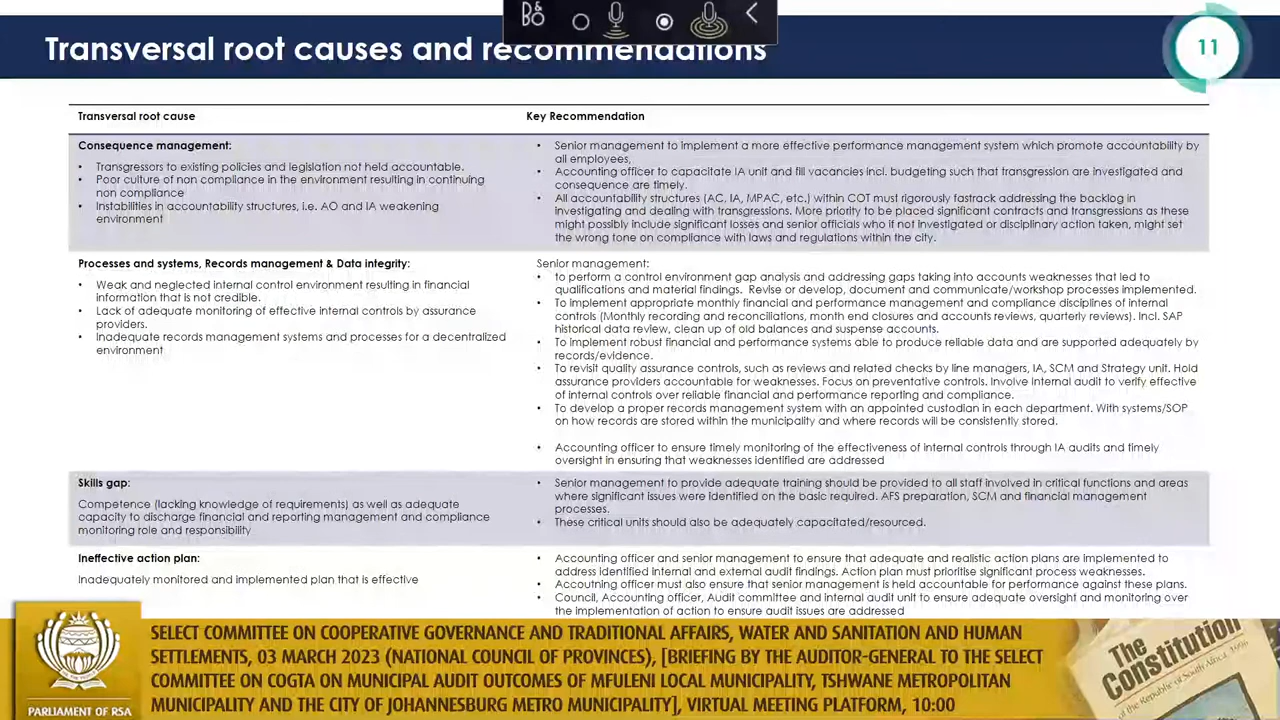 B&O
Transversal root causes and recommendations
11
Transversal root cause
Key Recommendation
Consequence management:
• Transgressors to existing policies and legislation not held accountable.
• Poor culture of non compliance in the environment resulting in continuing
non compliance
• Instabilities in accountability structures, i.e. AO and IA weakening
environment
• Senior management to implement a more effective performance management system which promote accountability by
all employees,
• Accounting officer to capacitate IA unit and fill vacancies incl. budgeting such that transgression are investigated and
consequence are timely.
• All accountability structures (AC, IA, MPAC, etc.) within COT must rigorously fastrack addressing the backlog in
investigating and dealing with transgressions. More priority to be placed significant contracts and transgressions as these
might possibly include significant losses and senior officials who if not investigated or disciplinary action taken, might set
the wrong tone on compliance with laws and regulations within the city.
Processes and systems, Records management & Data integrity:
• Weak and neglected internal control environment resulting in financial
information that is not credible.
• Lack of adequate monitoring of effective internal controls by assurance
providers.
• Inadequate records management systems and processes for a decentralized
environment
Senior management:
• to perform a control environment gap analysis and addressing gaps taking into accounts weaknesses that led to
qualifications and material findings. Revise or develop, document and communicate/workshop processes implemented.
• To implement appropriate monthly financial and performance management and compliance disciplines of internal
controls (Monthly recording and reconciliations, month end closures and accounts reviews, quarterly reviews). Incl. SAP
historical data review, clean up of old balances and suspense accounts.
• To implement robust financial and performance systems able to produce reliable data and are supported adequately by
records/evidence.
• To revisit quality assurance controls, such as reviews and related checks by line managers, IA, SCM and Strategy unit. Hold
assurance providers accountable for weaknesses. Focus on preventative controls. Involve internal audit to verify effective
of internal controls over reliable financial and performance reporting and compliance.
• To develop a proper records management system with an appointed custodian in each department. With systems/SOP
on how records are stored within the municipality and where records will be consistently stored.
• Accounting officer to ensure timely monitoring of the effectiveness of internal controls through IA audits and timely
oversight in ensuring that weaknesses identified are addressed
Skills gap:
Competence (lacking knowledge of requirements) as well as adequate
capacity to discharge financial and reporting management and compliance
monitoring role and responsibility
• Senior management to provide adequate training should be provided to all staff involved in critical functions and areas
where significant issues were identified on the basic required. AFS preparation, SCM and financial management
processes.
• These critical units should also be adequately capacitated/resourced.
Ineffective action plan:
Inadequately monitored and implemented plan that is effective
• Accounting officer and senior management to ensure that adequate and realistic action plans are implemented to
address identified internal and external audit findings. Action plan must prioritise significant process weaknesses.
• Accoutning officer must also ensure that senior management is held accountable for performance against these plans.
• Council, Accounting officer, Audit committee and internal audit unit to ensure adequate oversight and monitoring over
the implementation of action to ensure audit issues are addressed
SELECT COMMITTEE ON COOPERATIVE GOVERNANCE AND TRADITIONAL AFFAIRS, WATER AND SANITATION AND HUMAN
SETTLEMENTS, 03 MARCH 2023 (NATIONAL COUNCIL OF PROVINCES), [BRIEFING BY THE AUDITOR-GENERAL TO THE SELECT
COMMITTEE ON COGTA ON MUNICIPAL AUDIT OUTCOMES OF MFULENI LOCAL MUNICIPALITY, TSHWANE METROPOLITAN
MUNICIPALITY AND THE CITY OF JOHANNESBURG METRO MUNICIPALITY], VIRTUAL MEETING PLATFORM, 10:00
PARLIAMENT OF RSA
The
Constitution
of the Republic of South Africa, 1996